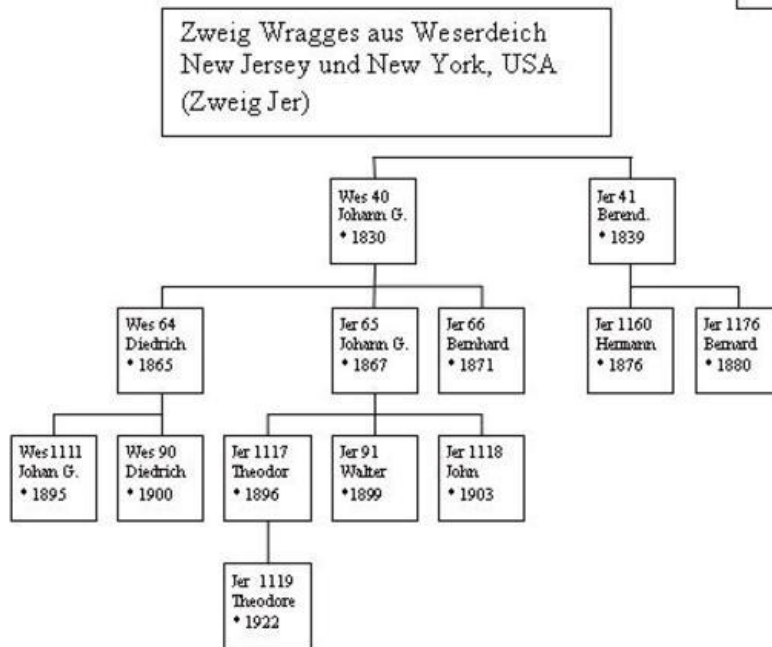 Zweig Wragges aus Weserdeich
New Jersey und New York, USA
(Zweig Jer)
Wes 40
Johann G.
* 1830
Jer 41
Berend.
* 1839
Wes 64
Diedrich
* 1865
Jer 65
Johann G.
* 1867
Jer 66
Bernhard
* 1871
Jer 1160
Hermann
* 1876
Jer 1176
Bernard
* 1880
Wes 1111
Johan G.
* 1895
Wes 90
Diedrich
* 1900
Jer 1117
Theodor
* 1896
Jer 91
Walter
*1899
Jer 1118
John
* 1903
Jer 1119
Theodore
* 1922